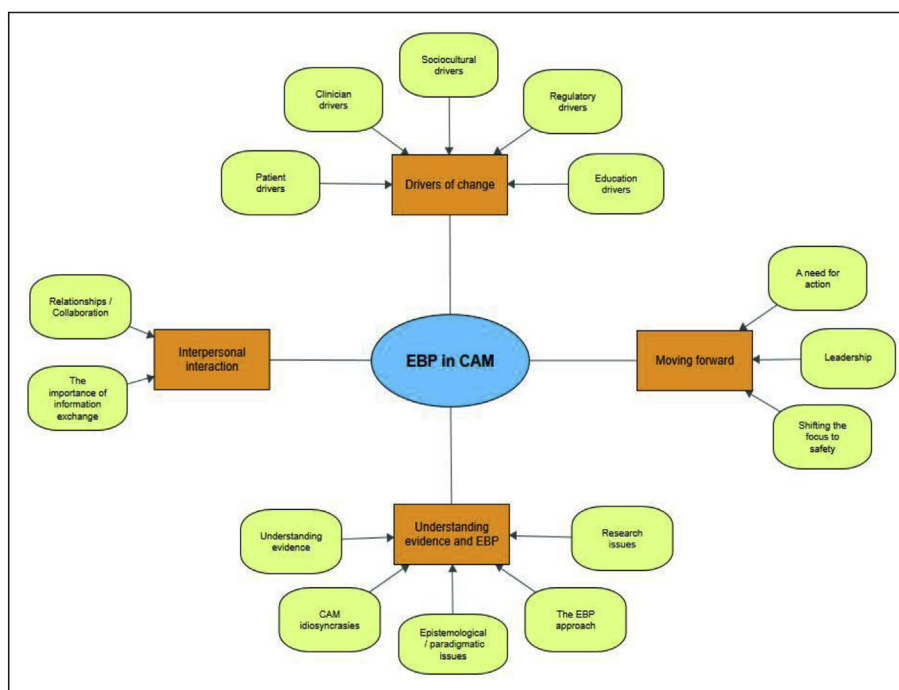 Sociocultural
drivers
Clinician
drivers
Regulatory
drivers
Patient
drivers
Drivers of change
Education
drivers
Relationships /
Collaboration
A need for
action
Interpersonal
interaction
EBP in CAM
Moving forward
Leadership
The
importance of
information
exchange
Shifting the
focus to
safety
Understanding
evidence
Understanding
evidence and EBP
Research
issues
CAM
idiosyncrasies
Epistemological
/ paradigmatic
issues
The EBP
approach